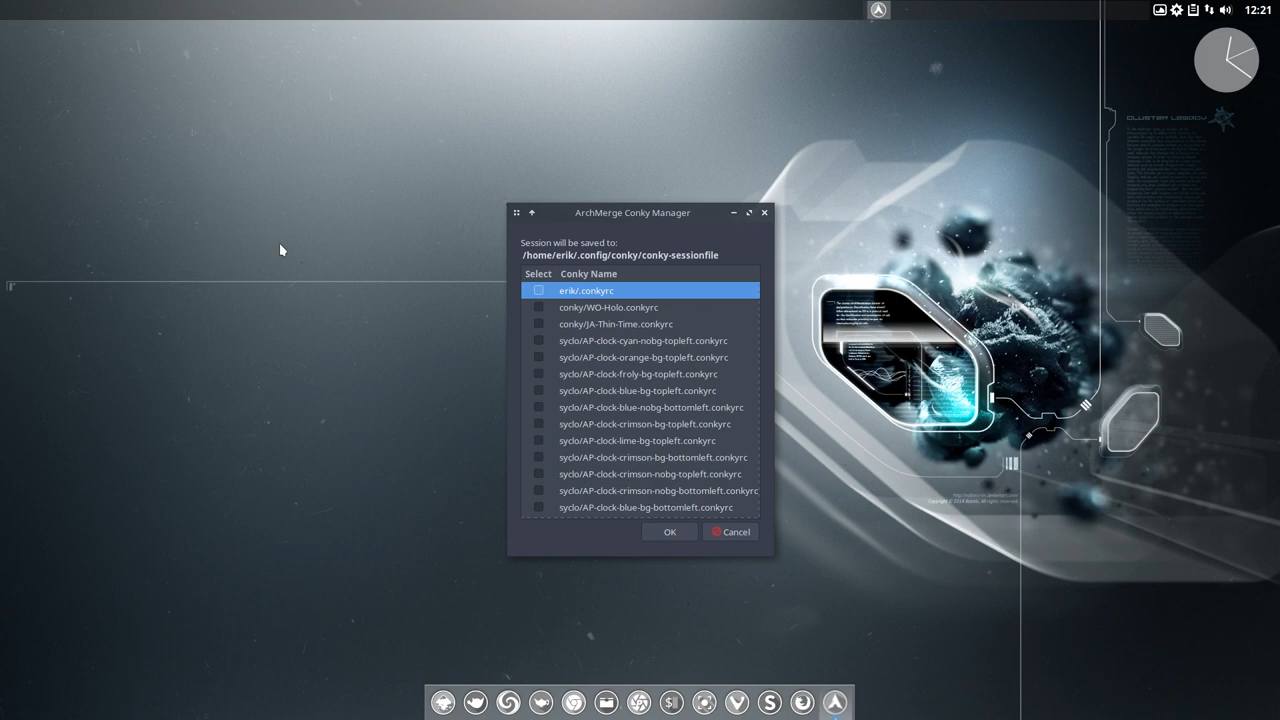 12:21
CLUSTER LEGACY
ArchMerge Conky Manager
Session will be saved to:
/home/erik/.config/conky/conky-sessionfile
Select Conky Name
erik/.conkyrc
conky/WO-Holo.conkyrc
conky/JA-Thin-Time.conkyrc
syclo/AP-clock-cyan-nobg-topleft.conkyrc
syclo/AP-clock-orange-bg-topleft.conkyrc
syclo/AP-clock-froly-bg-topleft.conkyrc
syclo/AP-clock-blue-bg-topleft.conkyrc
syclo/AP-clock-blue-nobg-bottomleft.conkyrc
syclo/AP-clock-crimson-bg-topleft.conkyrc
syclo/AP-clock-lime-bg-topleft.conkyrc
syclo/AP-clock-crimson-bg-bottomleft.conkyrc
syclo/AP-clock-crimson-nobg-topleft.conkyrc
syclo/AP-clock-crimson-nobg-bottomleft.conkyrc
syclo/AP-clock-blue-bg-bottomleft.conkyrc
OK Cancel